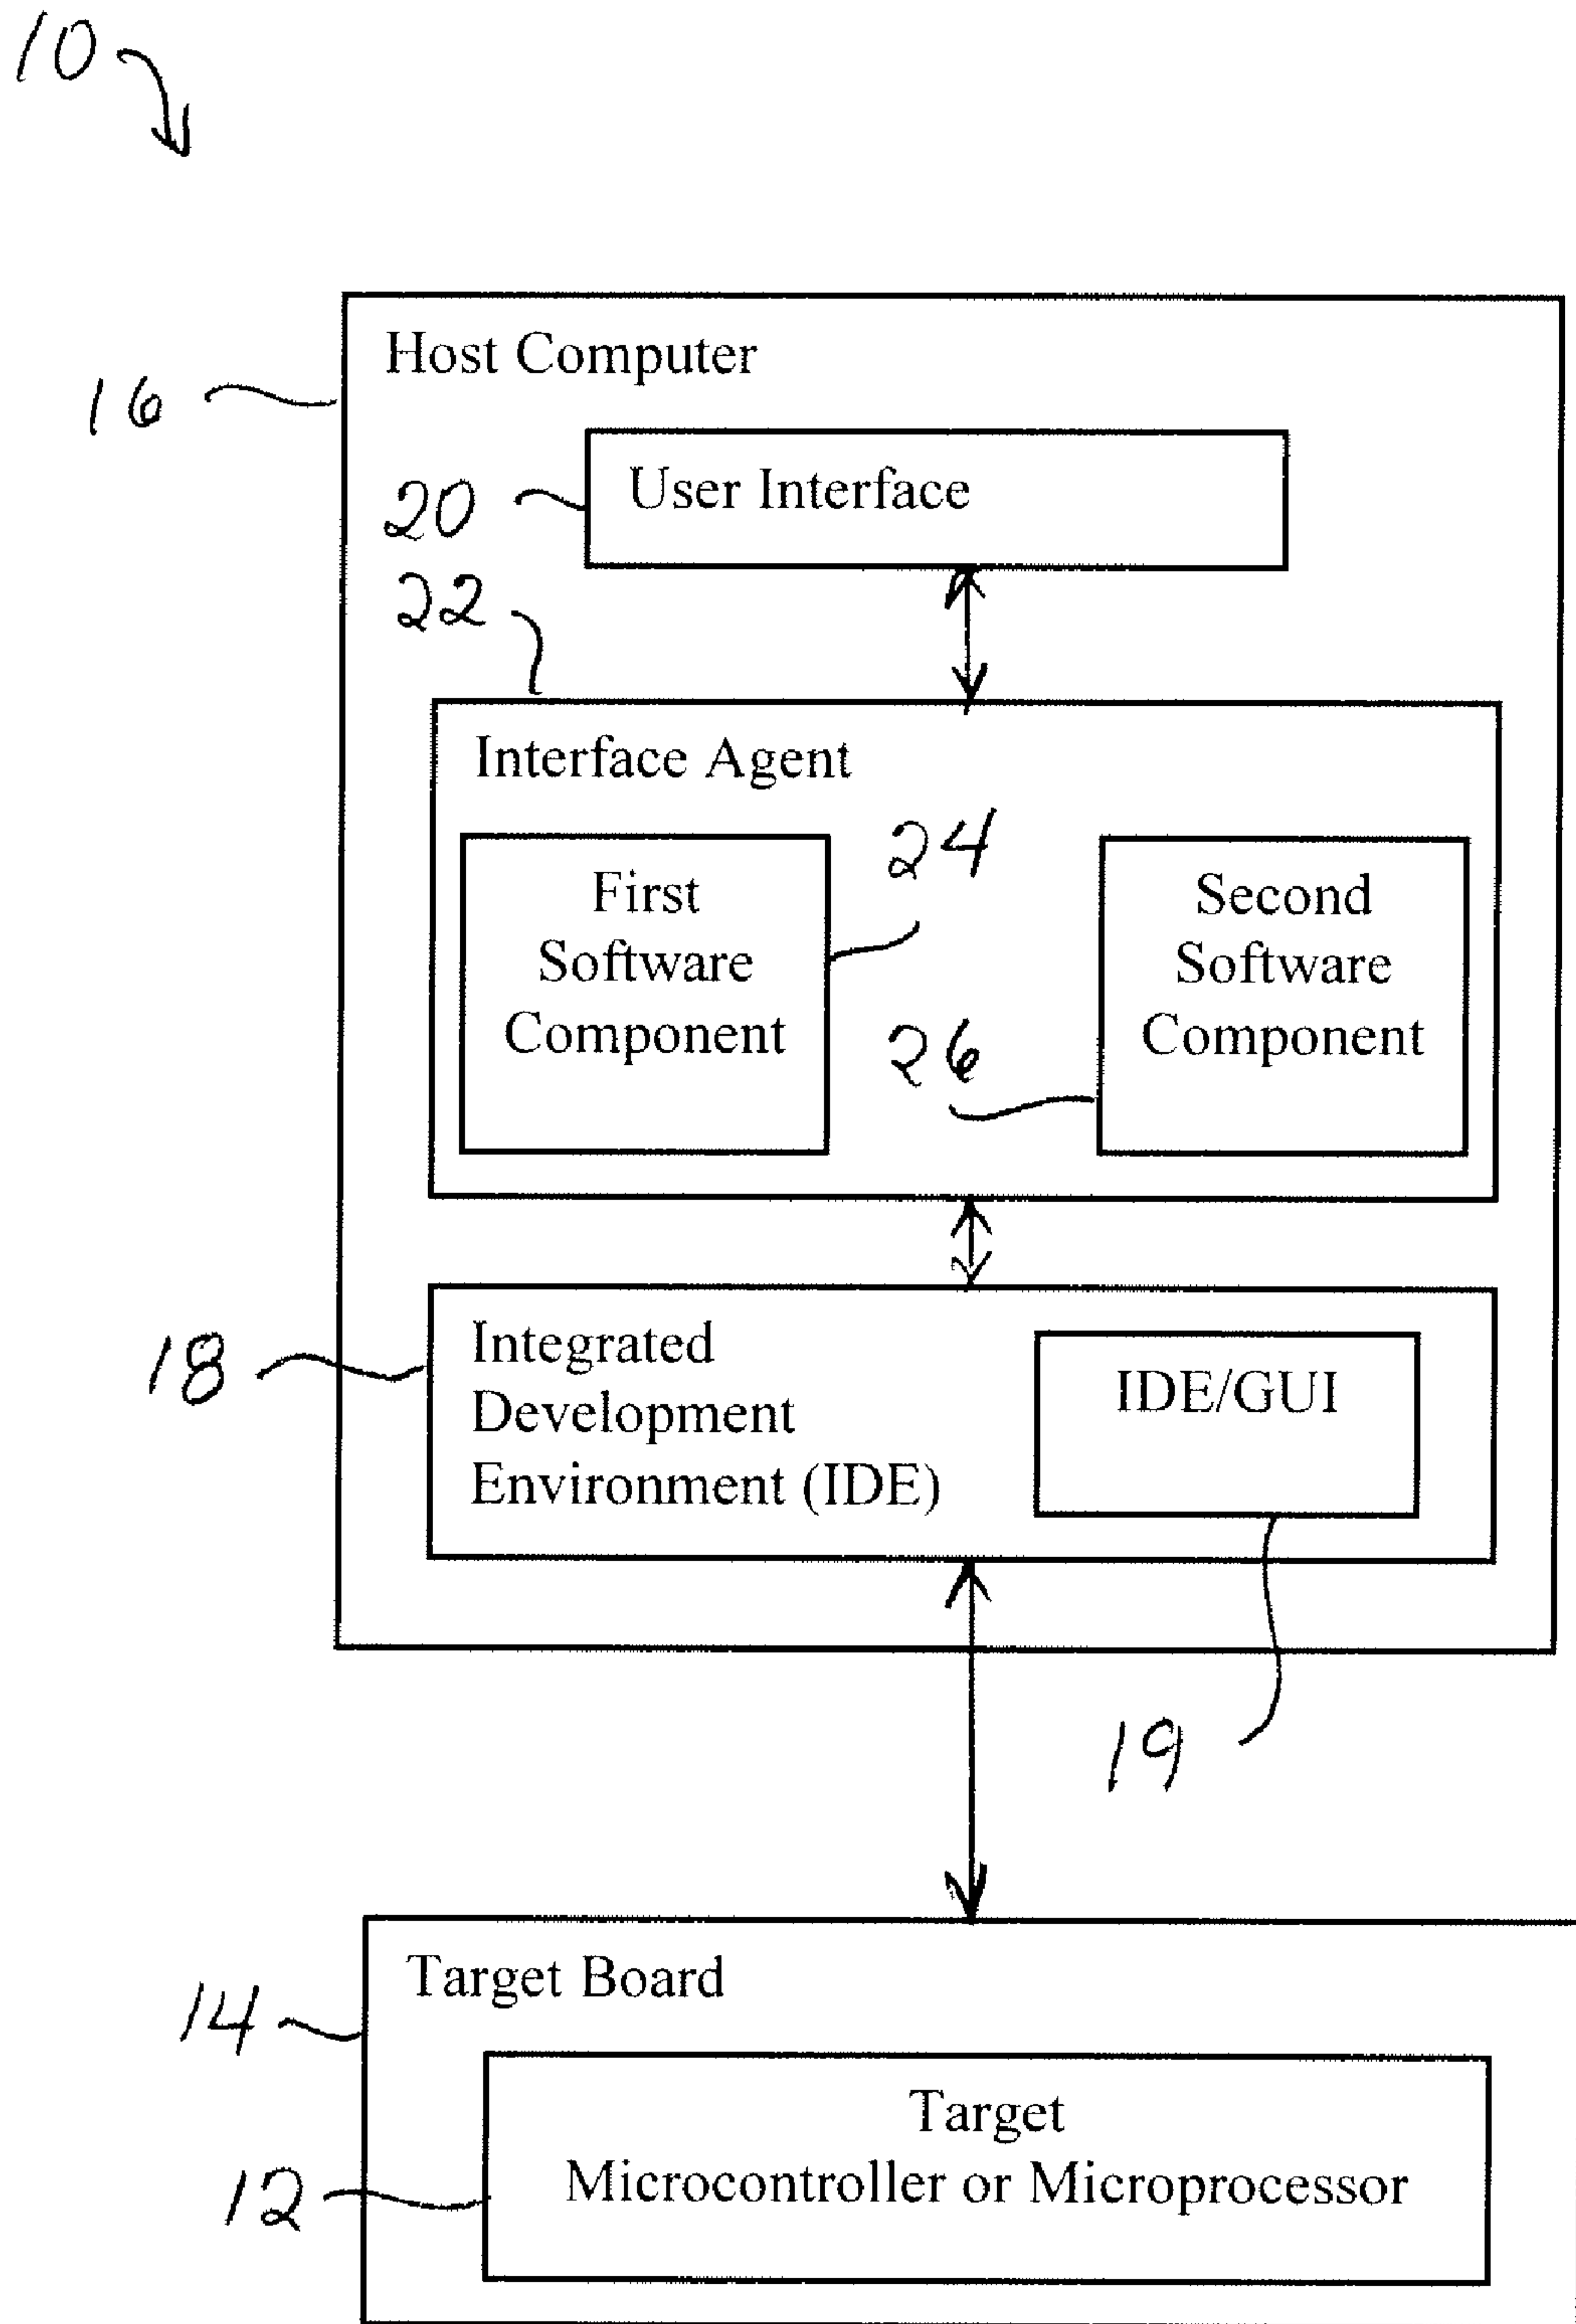 10
Host Computer
16
User Interface
20
22
Interface Agent
24
First
Software
Component
Second
Software
Component
26
18
Integrated
Development
Environment (IDE)
IDE/GUI
19
Target Board
14
Target
Microcontroller or Microprocessor
12